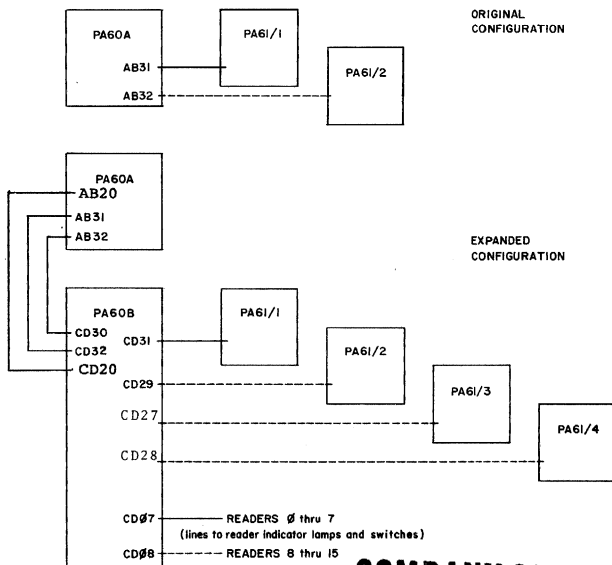 ORIGINAL
CONFIGURATION
PA60A
PA61/1
AB31
PA61/2
AB32
PA60A
AB20
AB31
AB32
EXPANDED
CONFIGURATION
PA60B
PA61/1
CD30
CD31
PA61/2
CD32
CD20
CD29
PA61/3
CD27
PA61/4
CD28
CDØ7 READERS Ø thru 7
(lines to reader indicator lamps and switches)
CDØ8 READERS 8 thru 15